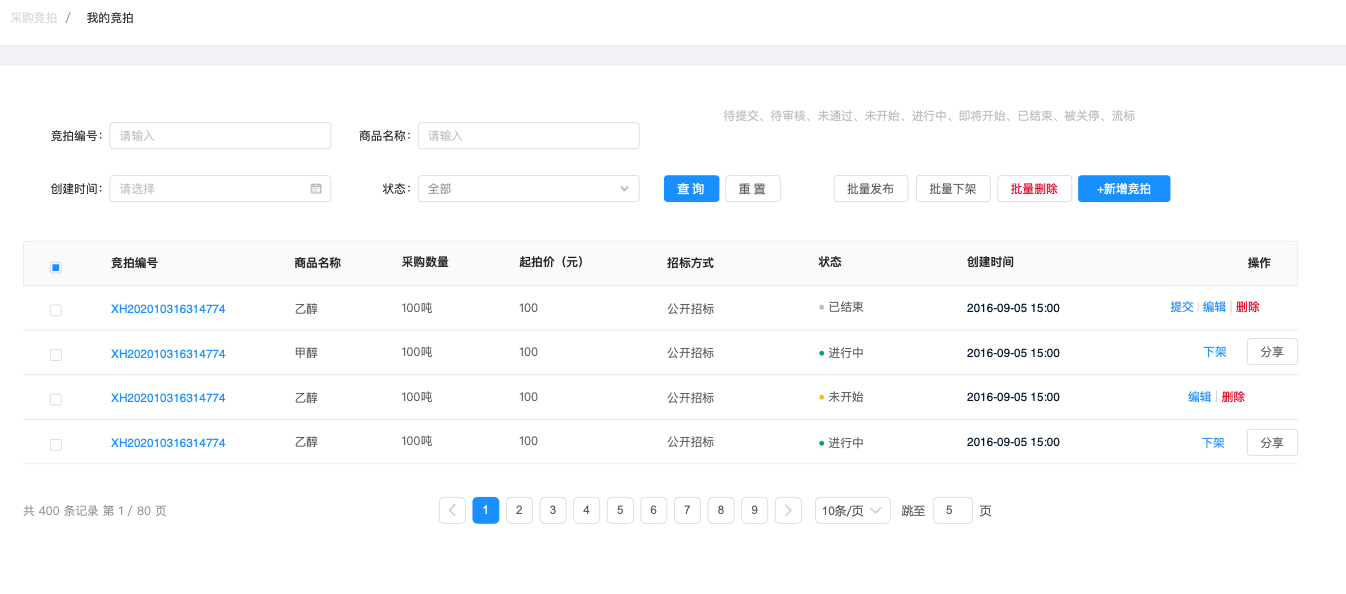 采购竞拍 / 我的竞拍
待提交、待审核、未通过、未开始、进行中、即将开始、已结束、被关停、流标
竞拍编号: 请输入 商品名称: 请输入
创建时间: 请选择 状态: 全部 查 询 重 置 批量发布 批量下架 批量删除 +新增竞拍
竞拍编号 商品名称 采购数量 起拍价（元） 招标方式 状态 创建时间 操作
XH202010316314774 乙醇 100吨 100 公开招标 已结束 2016-09-05 15:00 提交 编辑 删除
XH202010316314774 甲醇 100吨 100 公开招标 进行中 2016-09-05 15:00 下架 分享
XH202010316314774 乙醇 100吨 100 公开招标 未开始 2016-09-05 15:00 编辑 删除
XH202010316314774 乙醇 100吨 100 公开招标 进行中 2016-09-05 15:00 下架 分享
共 400 条记录 第 1 / 80 页 1 2 3 4 5 6 7 8 9 10条/页 跳至 5 页